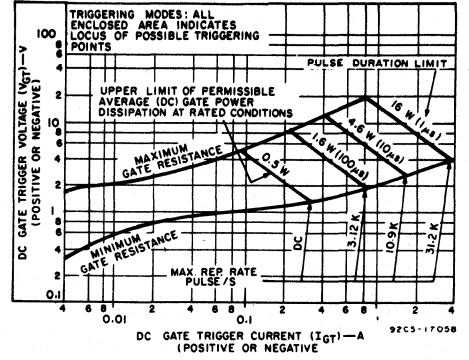 TRIGGERING MODES: ALL
ENCLOSED AREA INDICATES
LOCUS OF POSSIBLE TRIGGERING
POINTS
PULSE DURATION LIMIT
UPPER LIMIT OF PERMISSIBLE
AVERAGE (DC) GATE POWER
DISSIPATION AT RATED CONDITIONS
16 W (1µs)
4.6 W (10µs)
1.6 W (100µs)
0.5 W
MAXIMUM
GATE RESISTANCE
MINIMUM
GATE RESISTANCE
DC
3.12 K
10.9 K
31.2 K
MAX. REP. RATE
PULSE/S
DC GATE TRIGGER VOLTAGE (VGT)—V
(POSITIVE OR NEGATIVE)
100
8
6
4
2
10
8
6
4
2
1
8
6
4
2
0.1
4 6 8 0.01 2 4 6 8 0.1 2 4 6 8 1 2 4
DC GATE TRIGGER CURRENT (IGT)—A
(POSITIVE OR NEGATIVE
92CS-17058